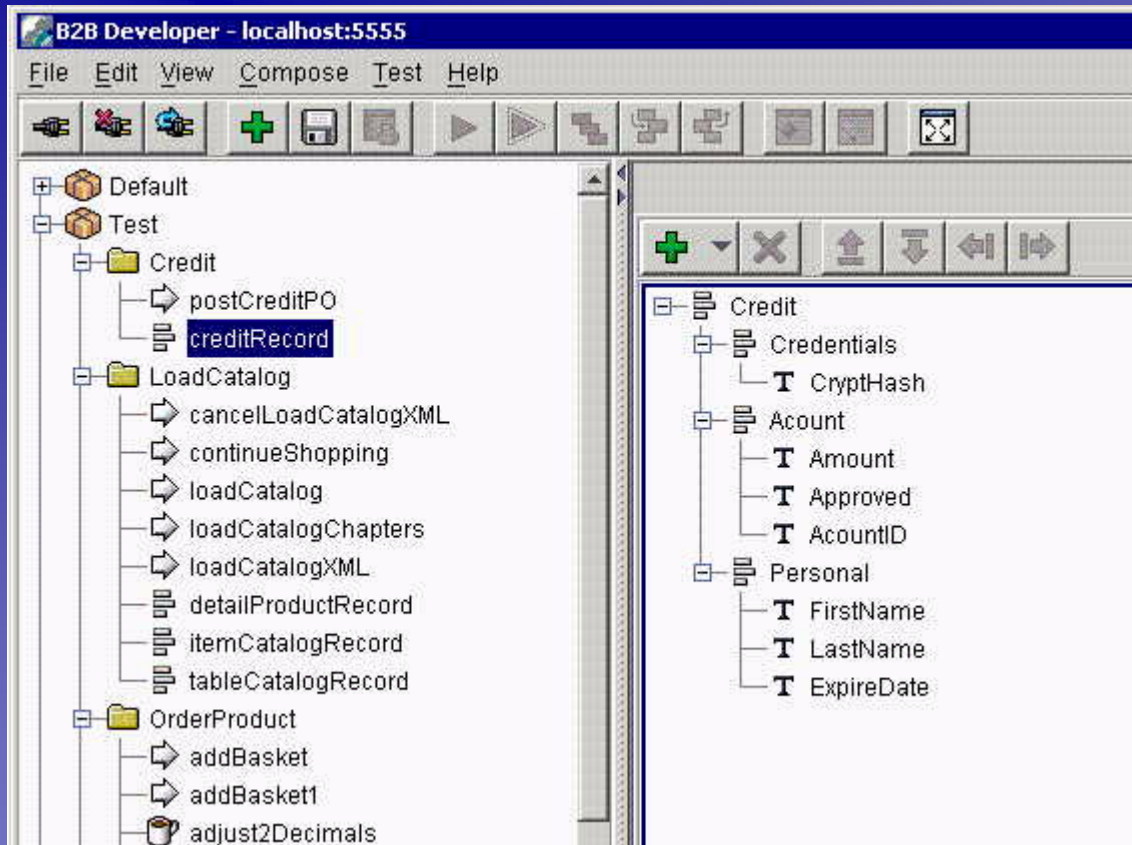 B2B Developer - localhost:5555
File Edit View Compose Test Help
Default
Test
Credit
postCreditPO
creditRecord
LoadCatalog
cancelLoadCatalogXML
continueShopping
loadCatalog
loadCatalogChapters
loadCatalogXML
detailProductRecord
itemCatalogRecord
tableCatalogRecord
OrderProduct
addBasket
addBasket1
adjust2Decimals
Credit
Credentials
T CryptHash
Acount
T Amount
T Approved
T AcountID
Personal
T FirstName
T LastName
T ExpireDate